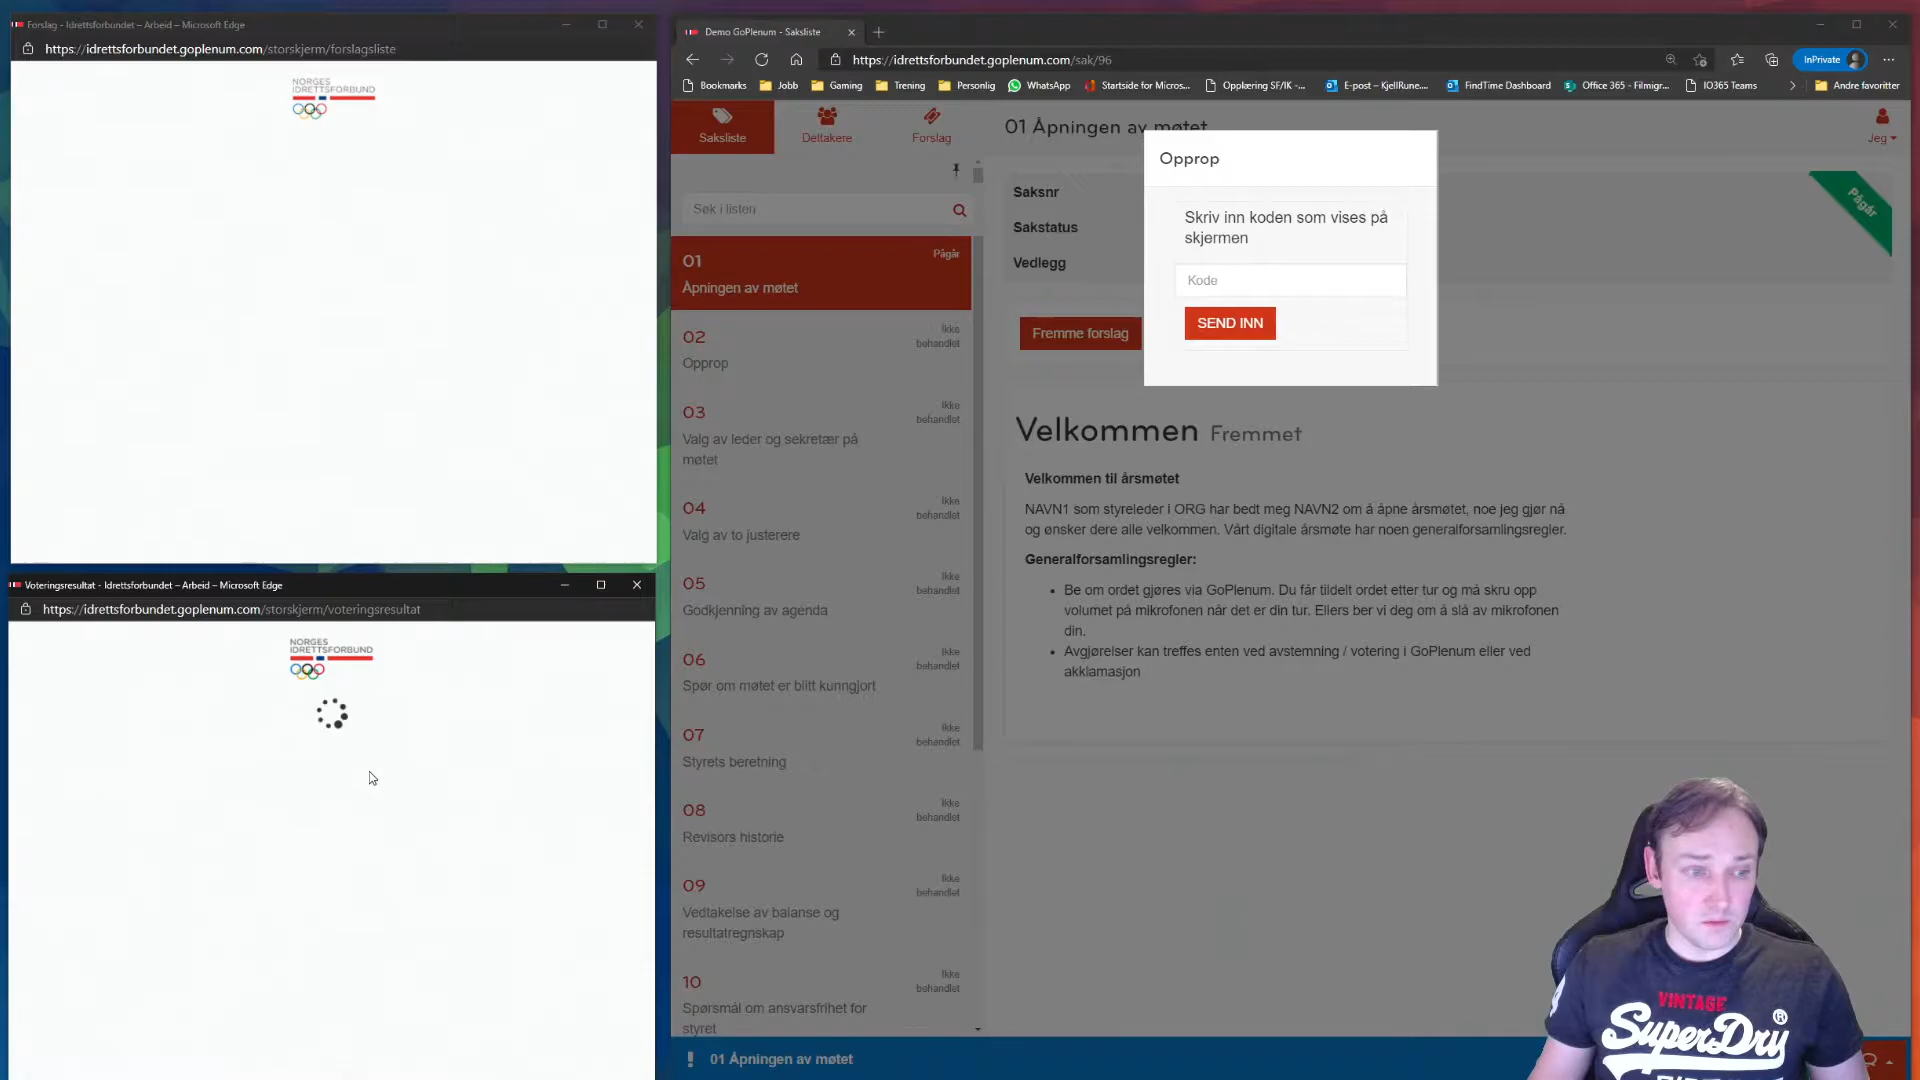 Forslag - Idrettsforbundet – Arbeid – Microsoft Edge
https://idrettsforbundet.goplenum.com/storskjerm/forslagsliste
NORGES
IDRETTSFORBUND
Voteringsresultat - Idrettsforbundet – Arbeid – Microsoft Edge
https://idrettsforbundet.goplenum.com/storskjerm/voteringsresultat
NORGES
IDRETTSFORBUND
Demo GoPlenum - Saksliste
https://idrettsforbundet.goplenum.com/sak/96
InPrivate
Bookmarks Jobb Gaming Trening Personlig WhatsApp Startside for Micros... Opplæring SF/IK -... E-post – KjellRune.... FindTime Dashboard Office 365 - Filmigr... IO365 Teams Andre favoritter
Saksliste Deltakere Forslag
Søk i listen
01 Pågår
Åpningen av møtet
02 Ikke behandlet
Opprop
03 Ikke behandlet
Valg av leder og sekretær på
møtet
04 Ikke behandlet
Valg av to justerere
05 Ikke behandlet
Godkjenning av agenda
06 Ikke behandlet
Spør om møtet er blitt kunngjort
07 Ikke behandlet
Styrets beretning
08 Ikke behandlet
Revisors historie
09 Ikke behandlet
Vedtakelse av balanse og
resultatregnskap
10 Ikke behandlet
Spørsmål om ansvarsfrihet for
styret
01 Åpningen av møtet
Jeg
Saksnr
Sakstatus
Vedlegg
Pågår
Opprop
Skriv inn koden som vises på
skjermen
Kode
SEND INN
Fremme forslag
Velkommen Fremmet
Velkommen til årsmøtet
NAVN1 som styreleder i ORG har bedt meg NAVN2 om å åpne årsmøtet, noe jeg gjør nå
og ønsker dere alle velkommen. Vårt digitale årsmøte har noen generalforsamlingsregler.
Generalforsamlingsregler:
• Be om ordet gjøres via GoPlenum. Du får tildelt ordet etter tur og må skru opp
volumet på mikrofonen når det er din tur. Ellers ber vi deg om å slå av mikrofonen
din.
• Avgjørelser kan treffes enten ved avstemning / votering i GoPlenum eller ved
akklamasjon
01 Åpningen av møtet
VINTAGE
SuperDry
®